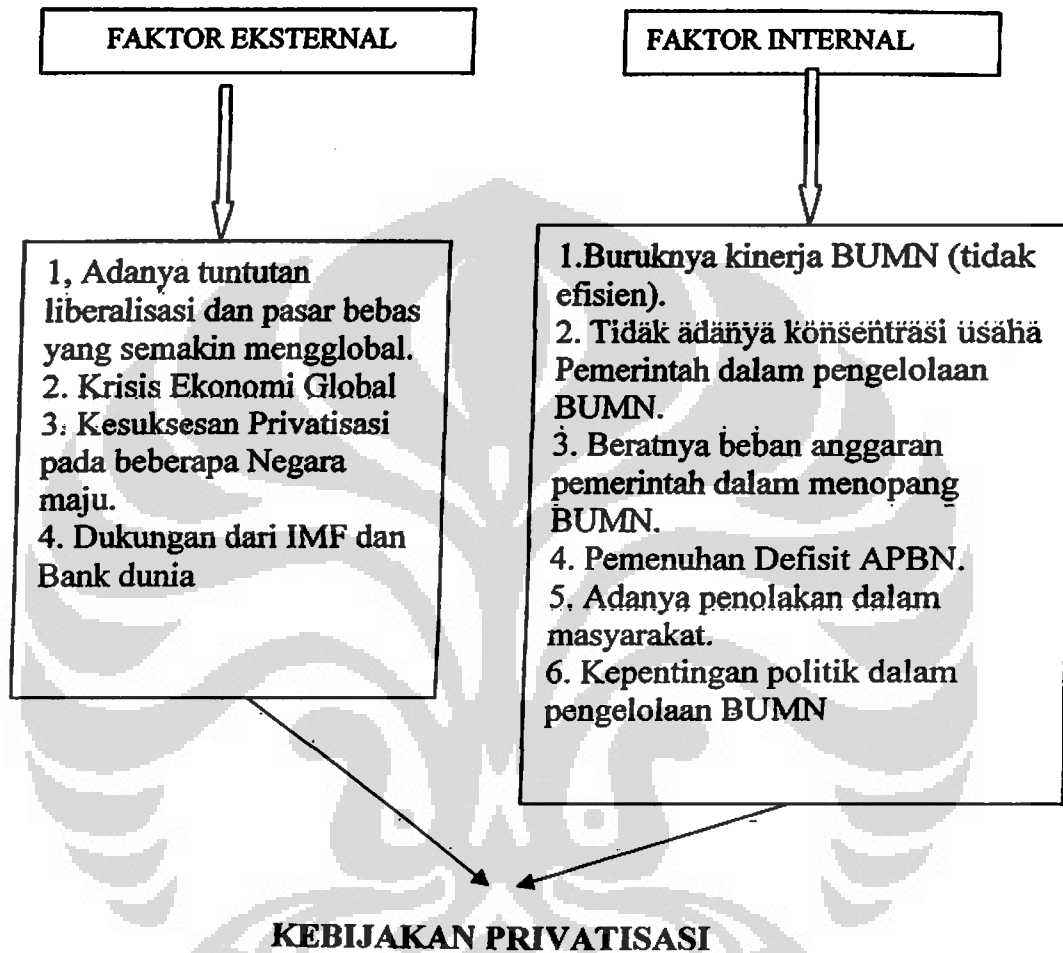 FAKTOR EKSTERNAL
1, Adanya tuntutan
liberalisasi dan pasar bebas
yang semakin mengglobal.
2. Krisis Ekonomi Global
3. Kesuksesan Privatisasi
pada beberapa Negara
maju.
4. Dukungan dari IMF dan
Bank dunia
FAKTOR INTERNAL
1.Buruknya kinerja BUMN (tidak
efisien).
2. Tidak adanya konsentrasi usaha
Pemerintah dalam pengelolaan
BUMN.
3. Beratnya beban anggaran
pemerintah dalam menopang
BUMN.
4. Pemenuhan Defisit APBN.
5. Adanya penolakan dalam
masyarakat.
6. Kepentingan politik dalam
pengelolaan BUMN
KEBIJAKAN PRIVATISASI